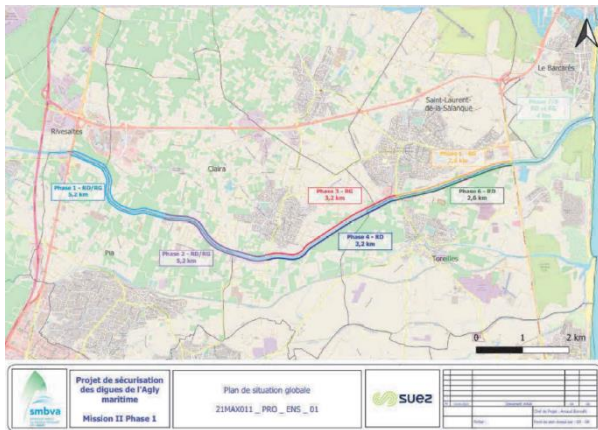 Le Barcarès
Saint-Laurent-
de-la-Salanque
Rivesaltes
Claira
Phase 1 - RD/RG
5,2 km
Phase 3 - RG
3,2 km
Phase 6 - RD
2,8 km
Phase 4 - RD
3,2 km
Phase 2 - RD/RG
5,2 km
Pia
Torreilles
0 1 2 km
smbva
Projet de sécurisation
des digues de l'Agly
maritime
Mission II Phase 1
Plan de situation globale
21MAX011 _ PRO _ ENS _ 01
suez